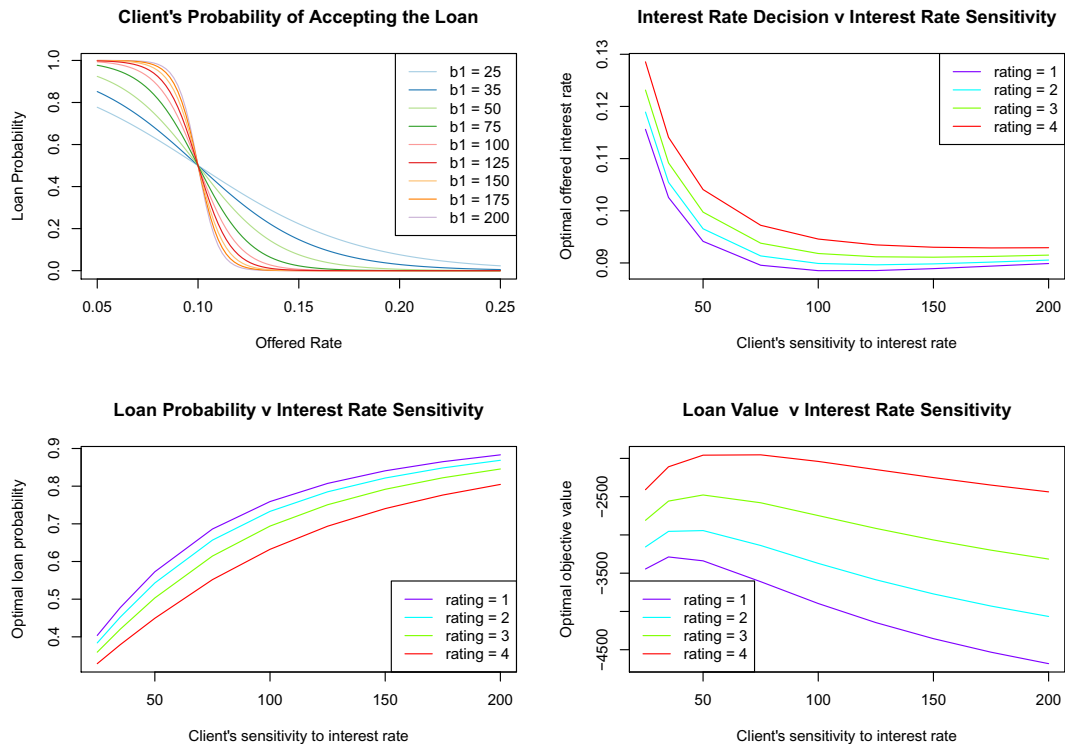 Client's Probability of Accepting the Loan
Loan Probability
1.0
0.8
0.6
0.4
0.2
0.0
0.05 0.10 0.15 0.20 0.25
Offered Rate
b1 = 25
b1 = 35
b1 = 50
b1 = 75
b1 = 100
b1 = 125
b1 = 150
b1 = 175
b1 = 200
Interest Rate Decision v Interest Rate Sensitivity
Optimal offered interest rate
0.13
0.12
0.11
0.10
0.09
50 100 150 200
Client's sensitivity to interest rate
rating = 1
rating = 2
rating = 3
rating = 4
Loan Probability v Interest Rate Sensitivity
Optimal loan probability
0.9
0.8
0.7
0.6
0.5
0.4
50 100 150 200
Client's sensitivity to interest rate
rating = 1
rating = 2
rating = 3
rating = 4
Loan Value v Interest Rate Sensitivity
Optimal objective value
−2500
−3500
−4500
50 100 150 200
Client's sensitivity to interest rate
rating = 1
rating = 2
rating = 3
rating = 4